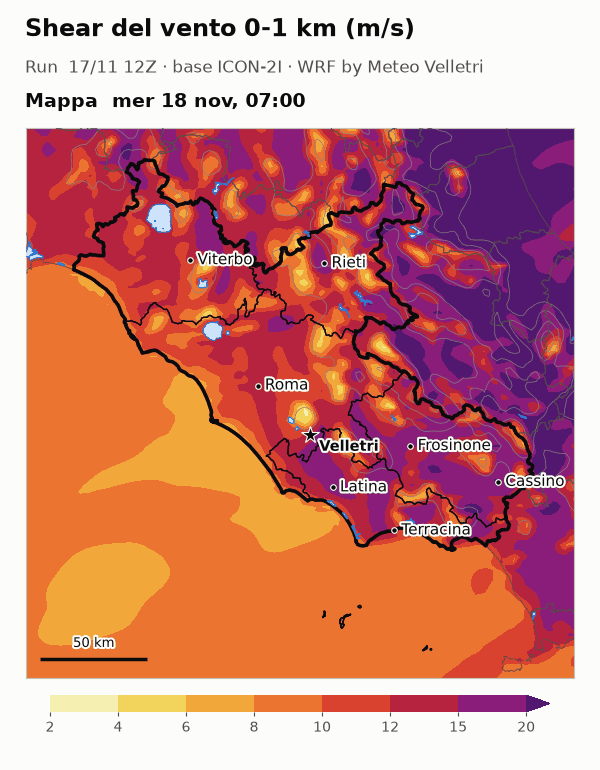 Shear del vento 0-1 km (m/s)
Run  17/11 12Z · base ICON-2I · WRF by Meteo Velletri
Mappa  mer 18 nov, 07:00
Viterbo
Rieti
Roma
Velletri
Frosinone
Latina
Cassino
Terracina
50 km
2 4 6 8 10 12 15 20